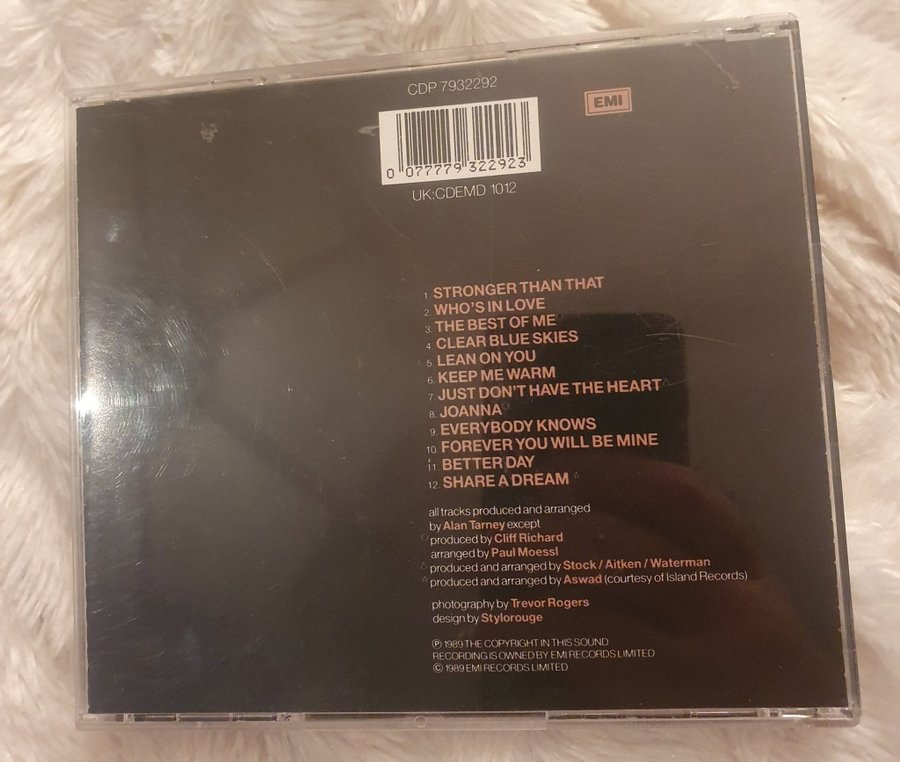 CDP 7932292
EMI
0 077779 322923
UK:CDEMD 1012
1. STRONGER THAN THAT
2. WHO'S IN LOVE
3. THE BEST OF ME
4. CLEAR BLUE SKIES
5. LEAN ON YOU
6. KEEP ME WARM
7. JUST DON'T HAVE THE HEART△
8. JOANNA○
9. EVERYBODY KNOWS
10. FOREVER YOU WILL BE MINE
11. BETTER DAY
12. SHARE A DREAM☆
all tracks produced and arranged
by Alan Tarney except
○ produced by Cliff Richard
arranged by Paul Moessl
△ produced and arranged by Stock / Aitken / Waterman
☆ produced and arranged by Aswad (courtesy of Island Records)
photography by Trevor Rogers
design by Stylorouge
℗ 1989 THE COPYRIGHT IN THIS SOUND
RECORDING IS OWNED BY EMI RECORDS LIMITED
© 1989 EMI RECORDS LIMITED